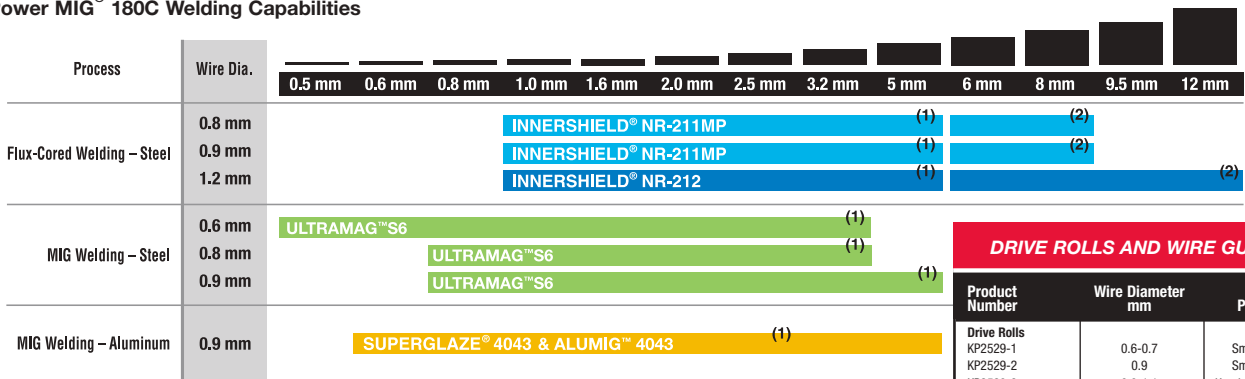 Power MIG® 180C Welding Capabilities
Process Wire Dia. 0.5 mm 0.6 mm 0.8 mm 1.0 mm 1.6 mm 2.0 mm 2.5 mm 3.2 mm 5 mm 6 mm 8 mm 9.5 mm 12 mm
Flux-Cored Welding – Steel
0.8 mm INNERSHIELD® NR-211MP (1) (2)
0.9 mm INNERSHIELD® NR-211MP (1) (2)
1.2 mm INNERSHIELD® NR-212 (1) (2)
MIG Welding – Steel
0.6 mm ULTRAMAG™S6 (1)
0.8 mm ULTRAMAG™S6 (1)
0.9 mm ULTRAMAG™S6 (1)
MIG Welding – Aluminum 0.9 mm SUPERGLAZE® 4043 & ALUMIG™ 4043 (1)
DRIVE ROLLS AND WIRE GU
Product Number Wire Diameter mm P
Drive Rolls
KP2529-1 0.6-0.7 Sm
KP2529-2 0.9 Sm